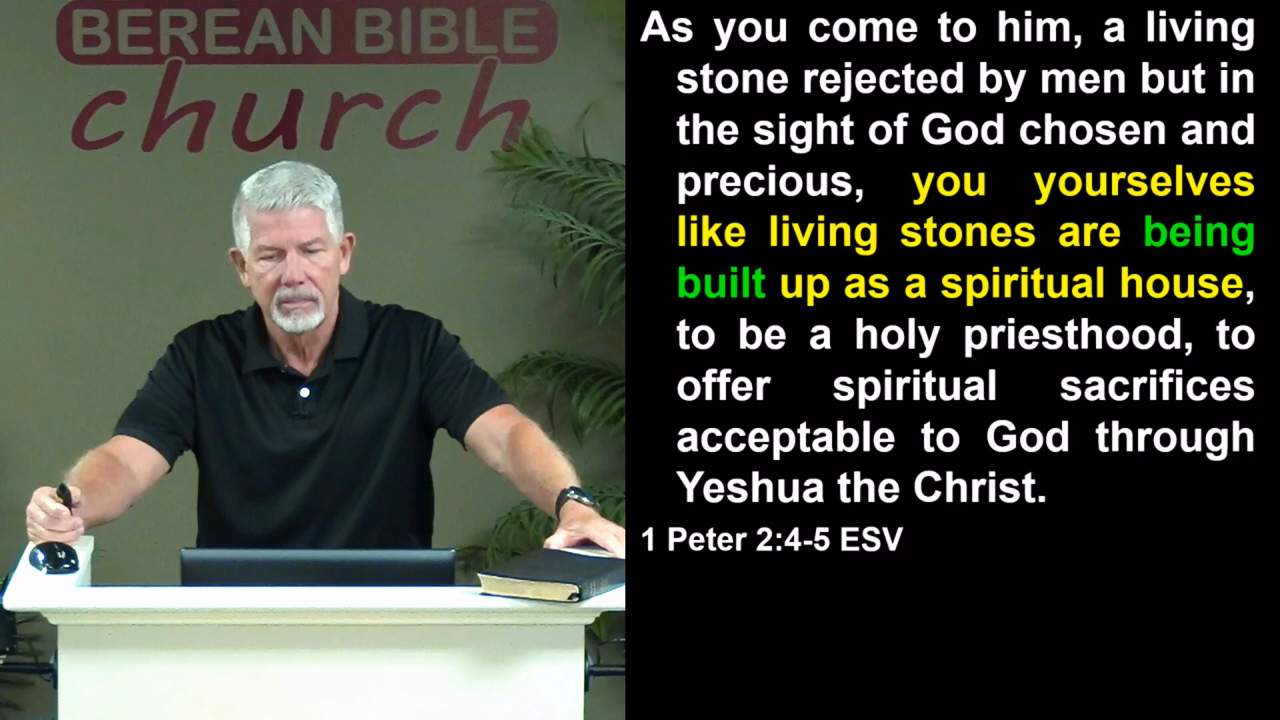 BEREAN BIBLE
church
As you come to him, a living
stone rejected by men but in
the sight of God chosen and
precious, you yourselves
like living stones are being
built up as a spiritual house,
to be a holy priesthood, to
offer spiritual sacrifices
acceptable to God through
Yeshua the Christ.
1 Peter 2:4-5 ESV